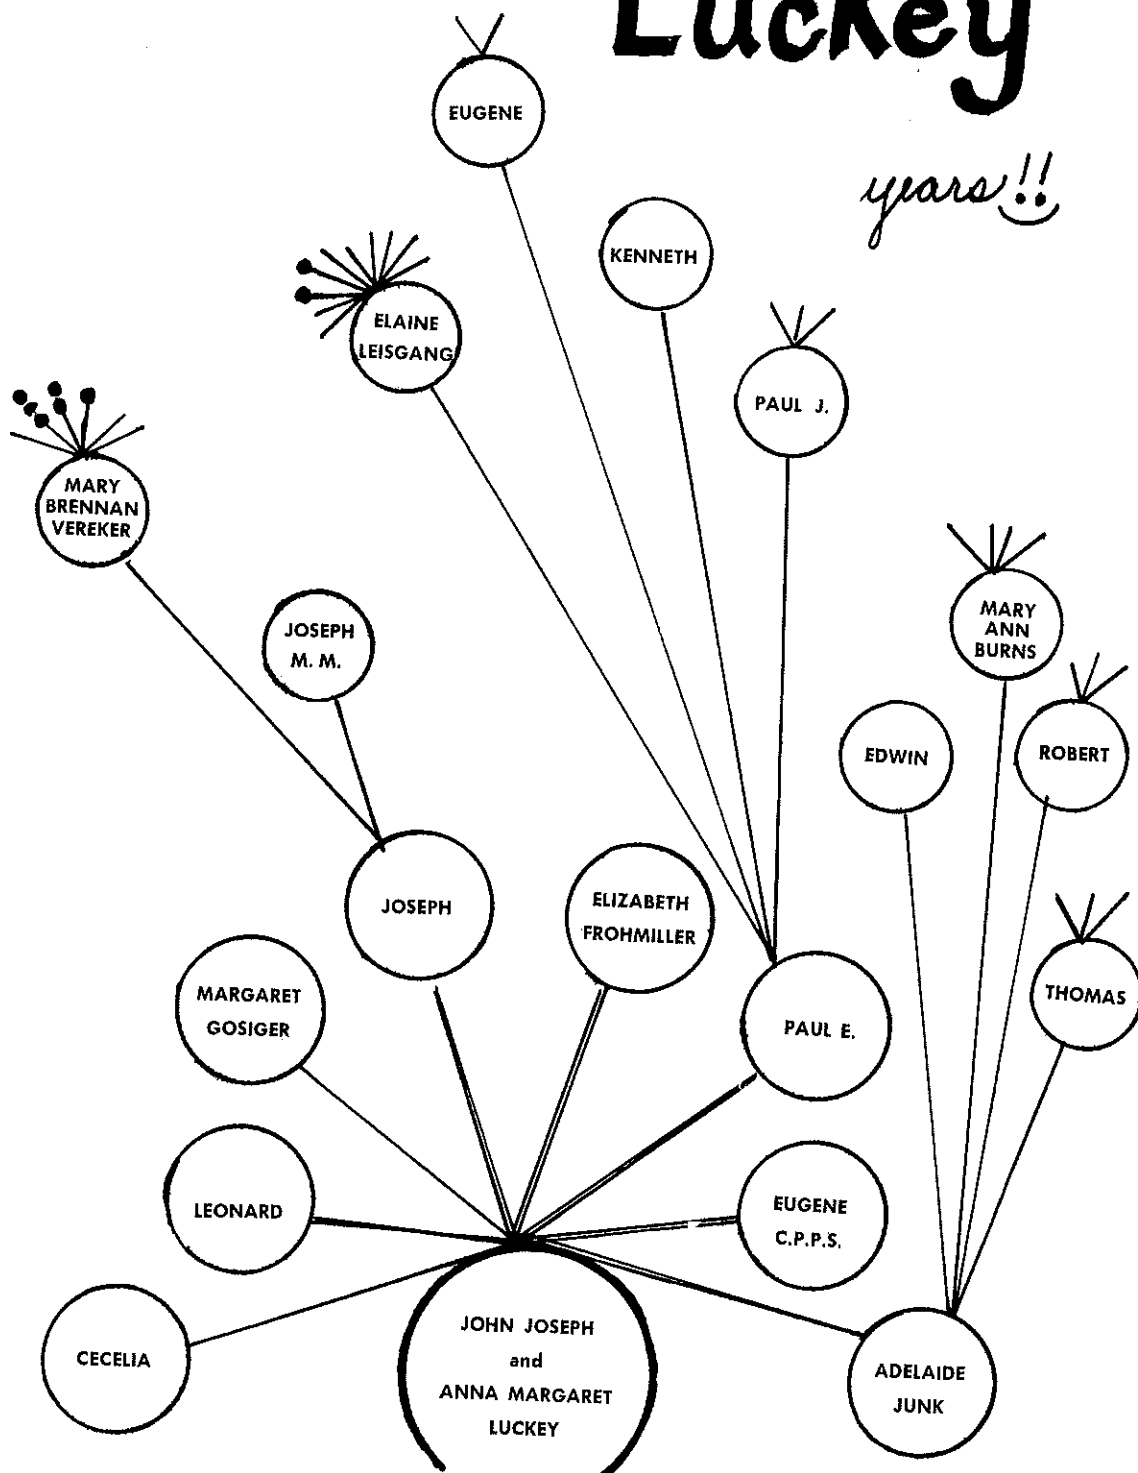 Luckey
years!!
EUGENE
KENNETH
ELAINE
LEISGANG
PAUL J.
MARY
BRENNAN
VEREKER
JOSEPH
M. M.
MARY
ANN
BURNS
EDWIN
ROBERT
JOSEPH
ELIZABETH
FROHMILLER
MARGARET
GOSIGER
PAUL E.
THOMAS
LEONARD
EUGENE
C.P.P.S.
CECELIA
JOHN JOSEPH
and
ANNA MARGARET
LUCKEY
ADELAIDE
JUNK